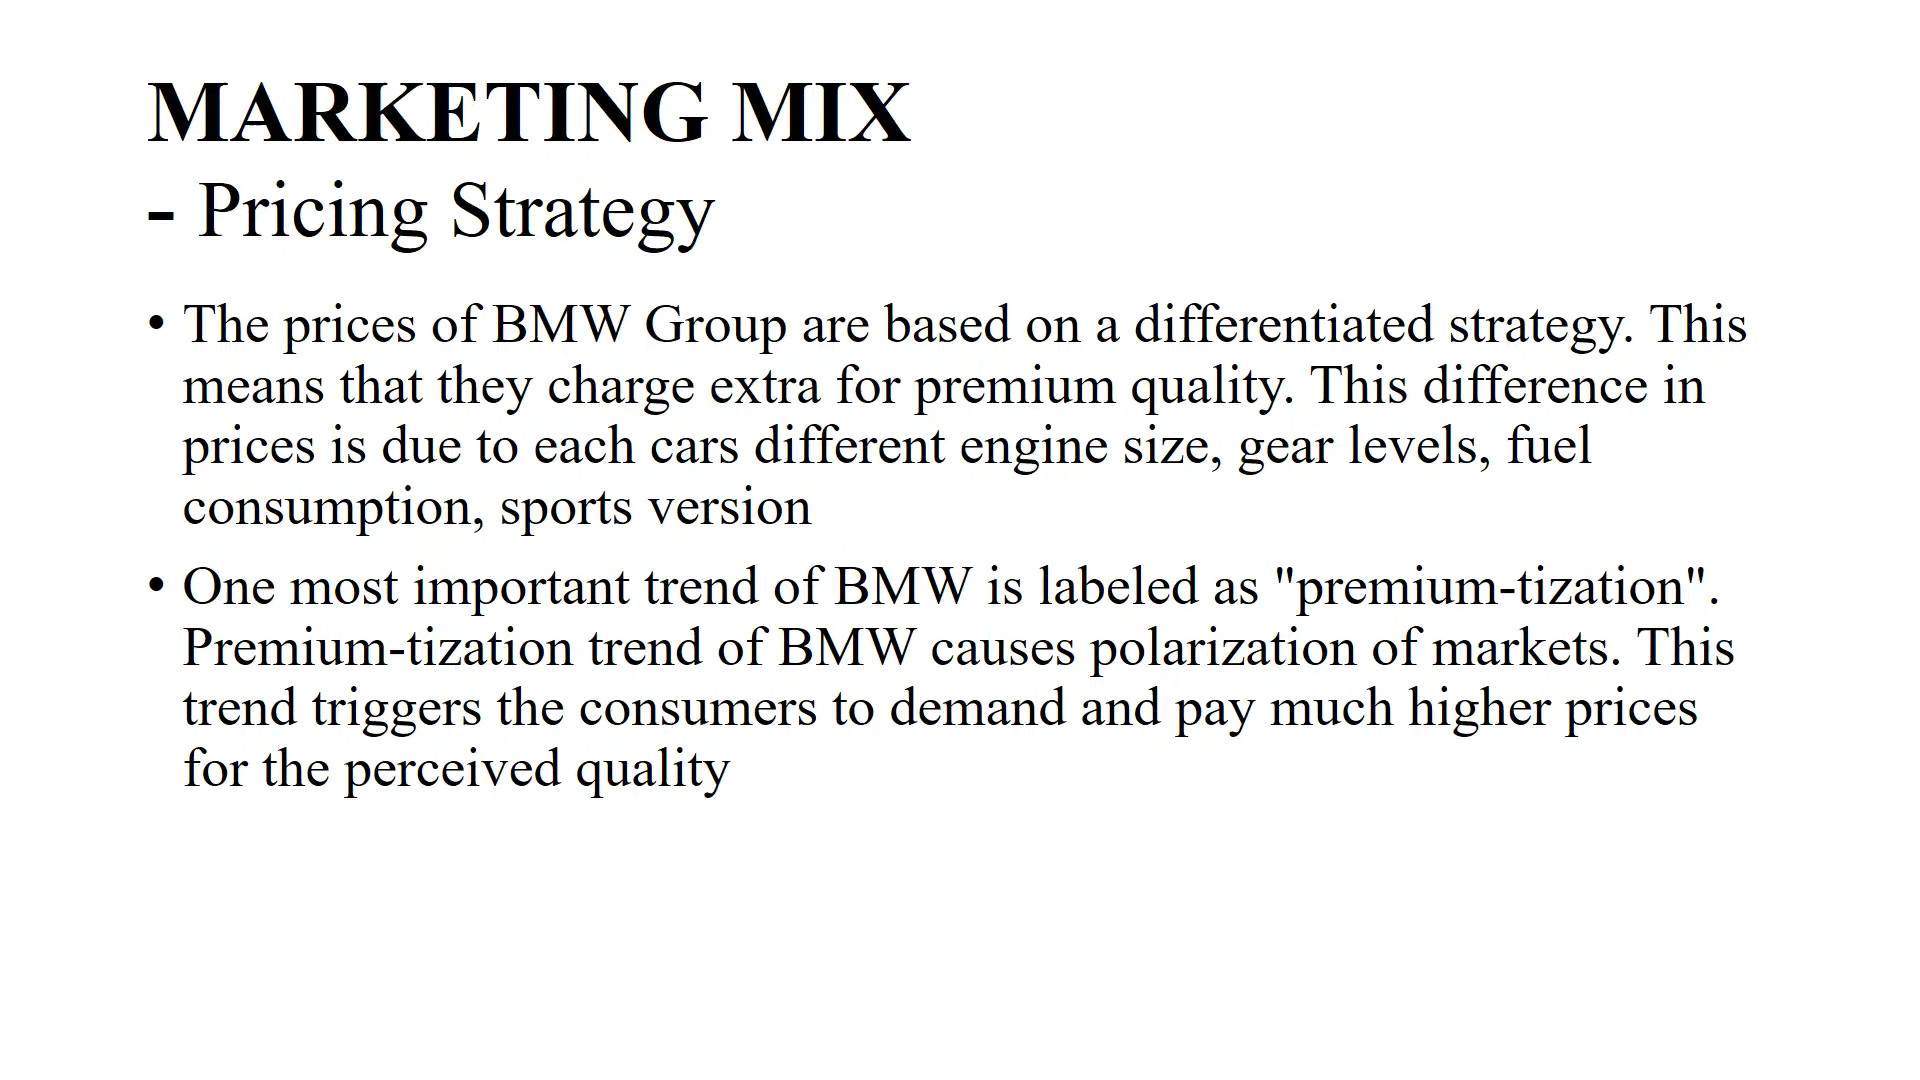 MARKETING MIX
- Pricing Strategy
• The prices of BMW Group are based on a differentiated strategy. This
means that they charge extra for premium quality. This difference in
prices is due to each cars different engine size, gear levels, fuel
consumption, sports version
• One most important trend of BMW is labeled as "premium-tization".
Premium-tization trend of BMW causes polarization of markets. This
trend triggers the consumers to demand and pay much higher prices
for the perceived quality